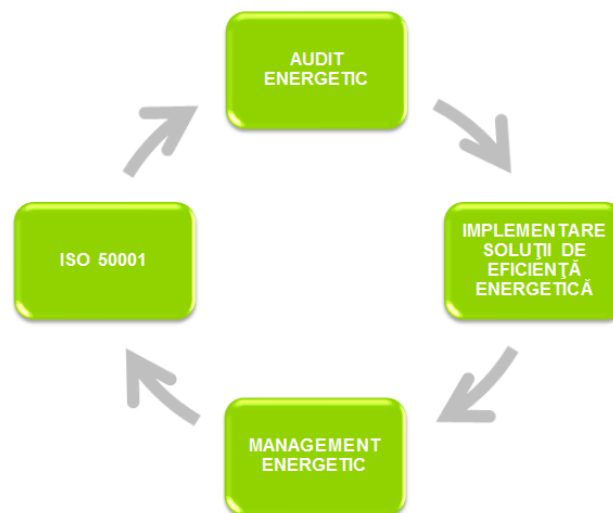 AUDIT
ENERGETIC
ISO 50001
IMPLEMENTARE
SOLUŢII DE
EFICIENŢĂ
ENERGETICĂ
MANAGEMENT
ENERGETIC